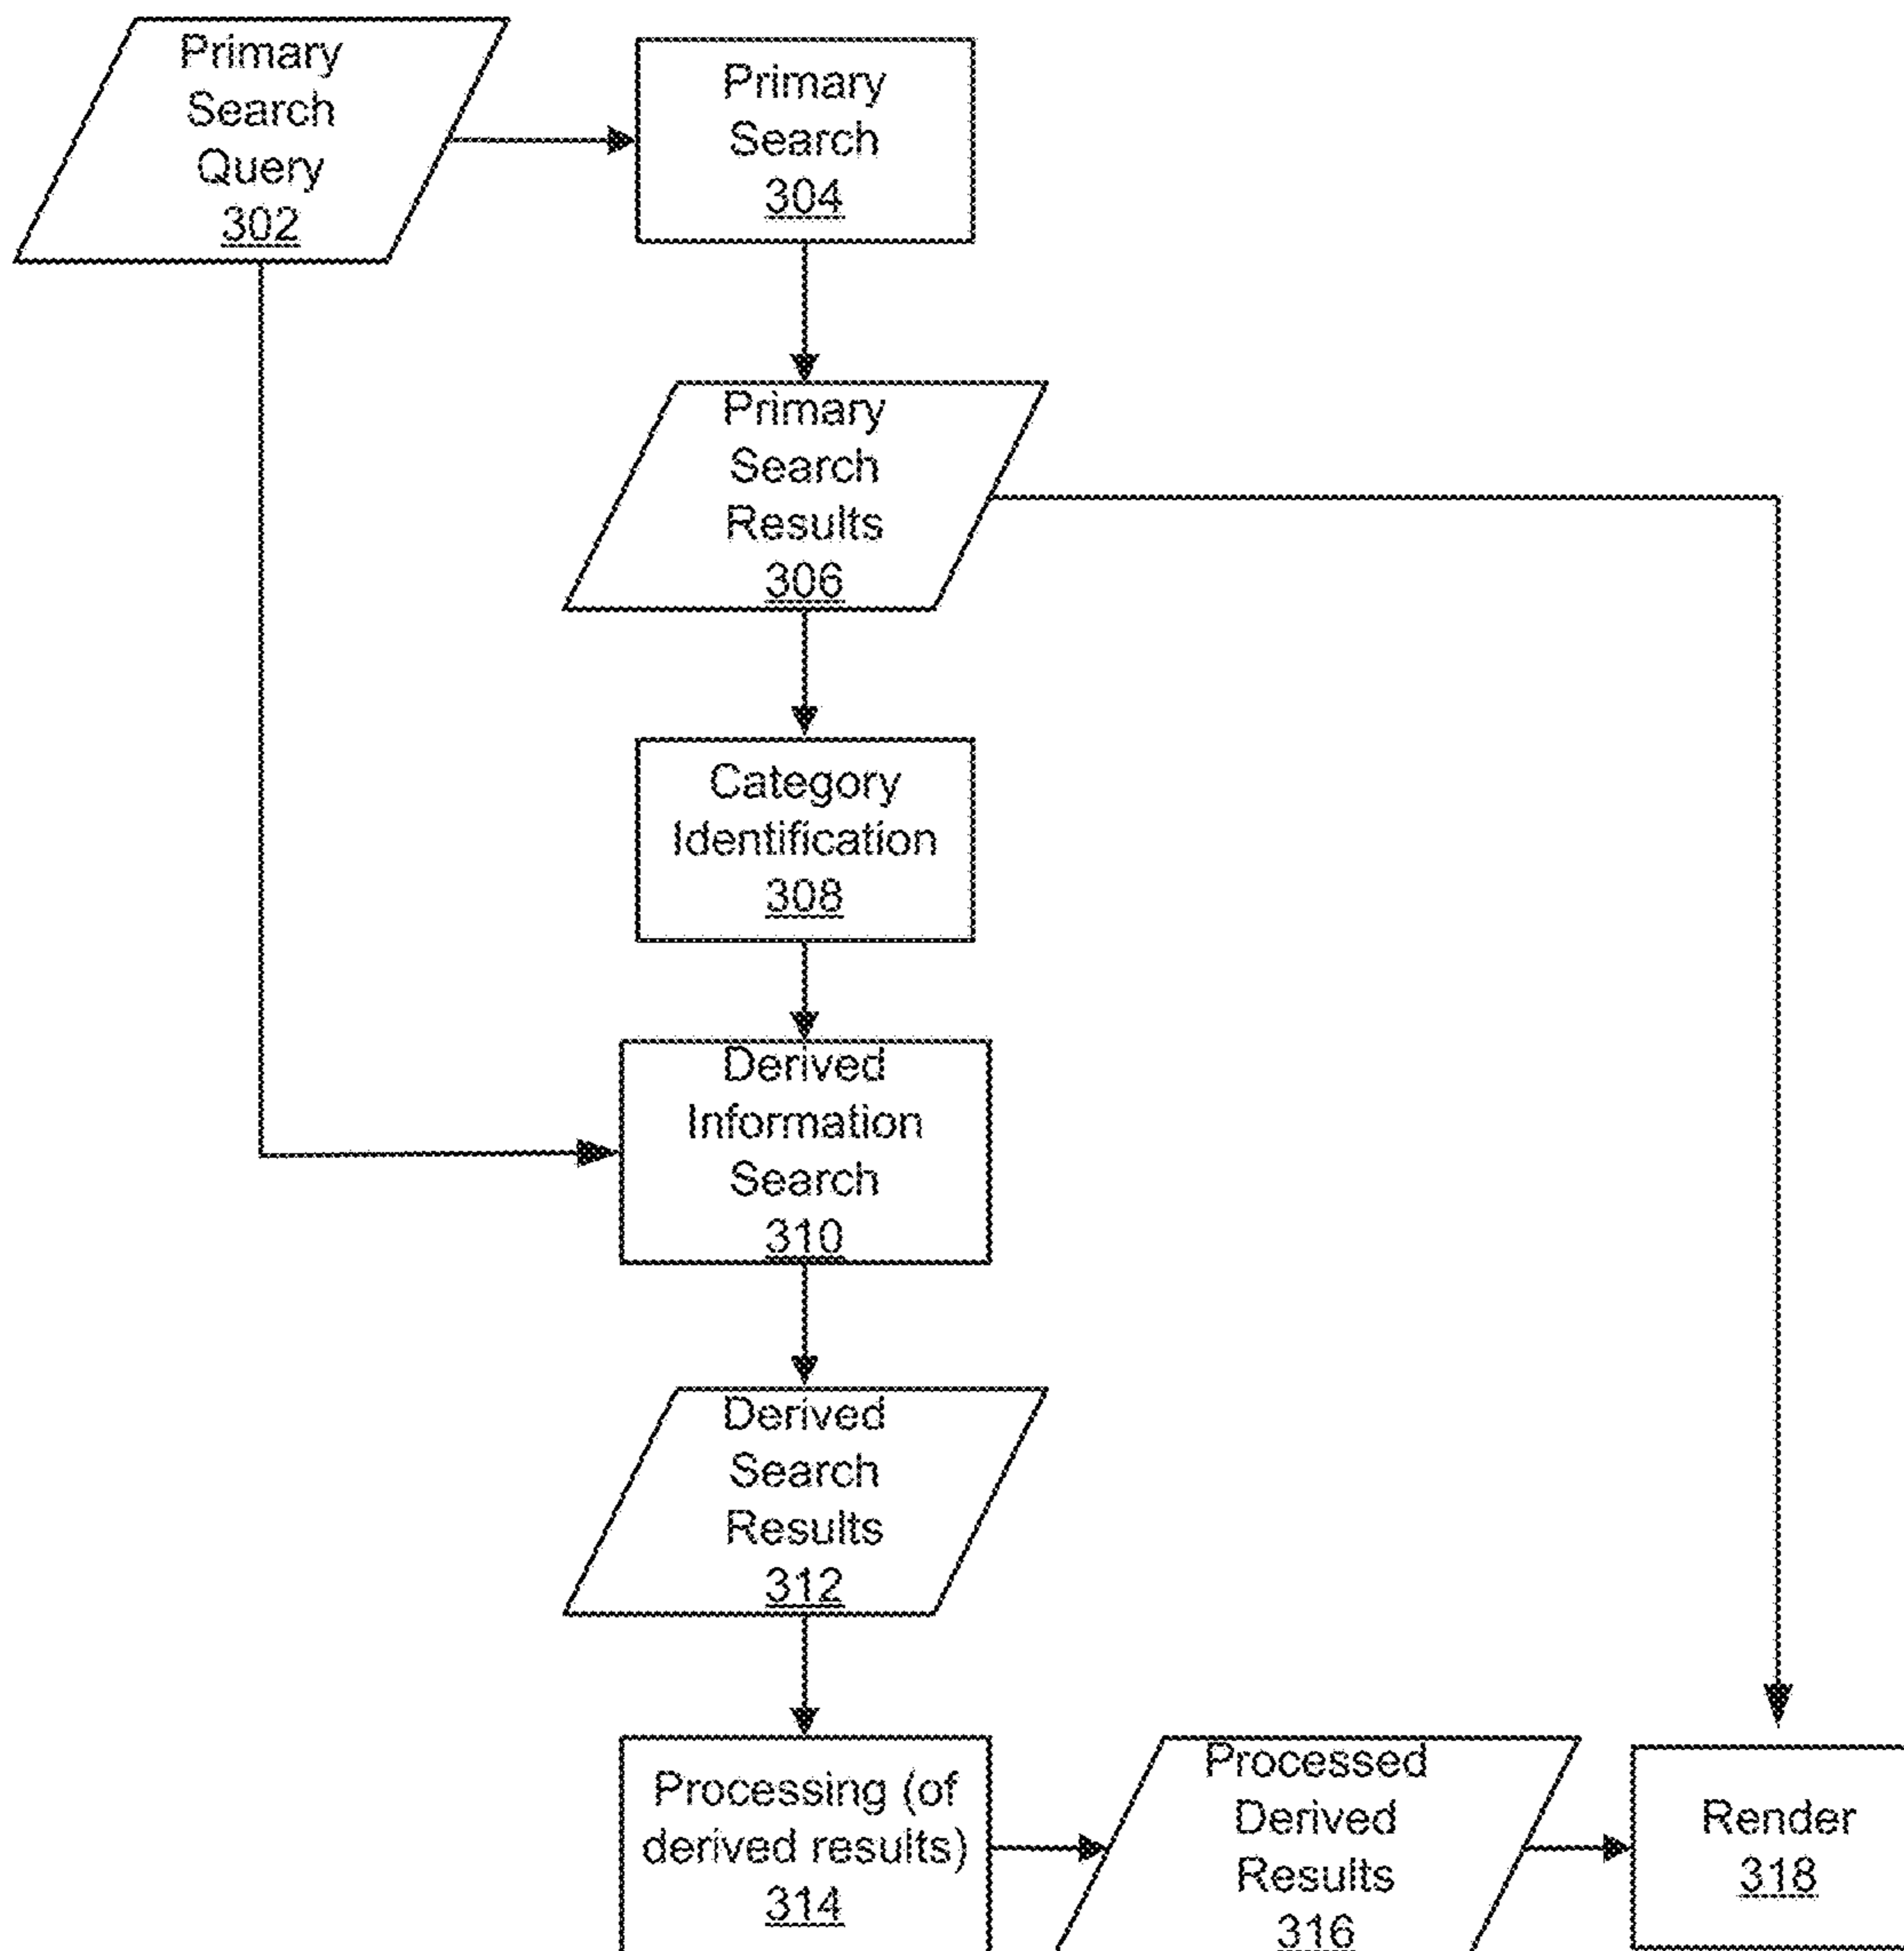 Primary
Search
Query
302
Primary
Search
304
Primary
Search
Results
306
Category
Identification
308
Derived
Information
Search
310
Derived
Search
Results
312
Processing (of
derived results)
314
Processed
Derived
Results
316
Render
318